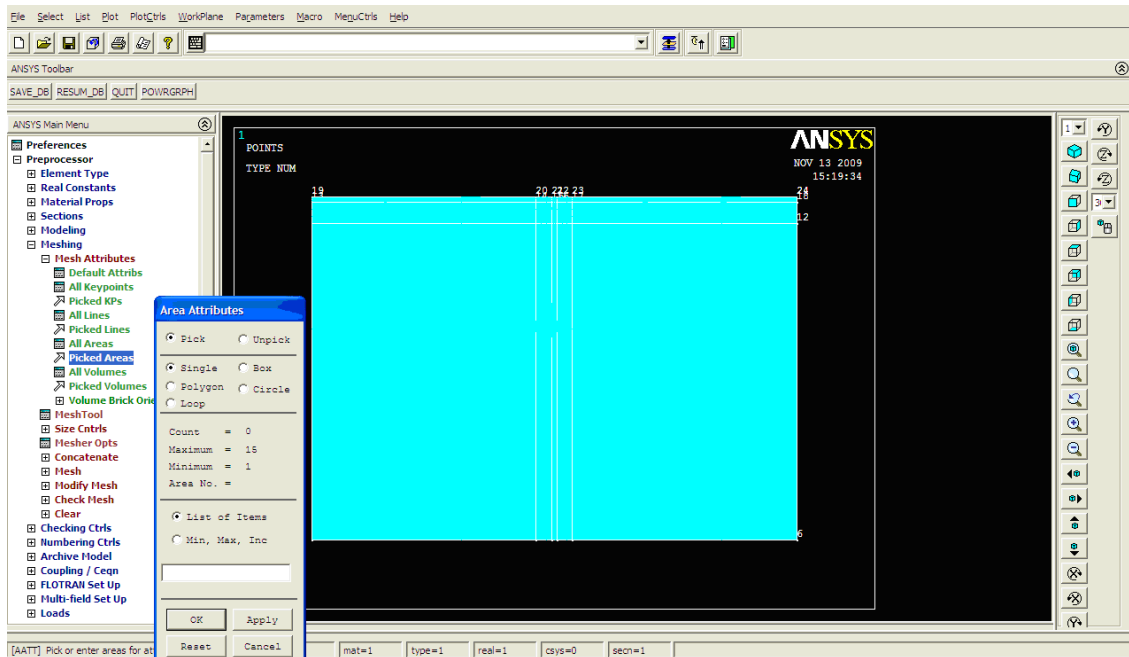 File Select List Plot PlotCtrls WorkPlane Parameters Macro MenuCtrls Help
ANSYS Toolbar
SAVE_DB RESUM_DB QUIT POWRGRPH
ANSYS Main Menu
Preferences
Preprocessor
Element Type
Real Constants
Material Props
Sections
Modeling
Meshing
Mesh Attributes
Default Attribs
All Keypoints
Picked KPs
All Lines
Picked Lines
All Areas
Picked Areas
All Volumes
Picked Volumes
Volume Brick Orie
MeshTool
Size Cntrls
Mesher Opts
Concatenate
Mesh
Modify Mesh
Check Mesh
Clear
Checking Ctrls
Numbering Ctrls
Archive Model
Coupling / Ceqn
FLOTRAN Set Up
Multi-field Set Up
Loads
Area Attributes
Pick Unpick
Single Box
Polygon Circle
Loop
Count = 0
Maximum = 15
Minimum = 1
Area No. =
List of Items
Min, Max, Inc
OK Apply
Reset Cancel
1
POINTS
TYPE NUM
ANSYS
NOV 13 2009
15:19:34
19 20 22 23 24
12
6
1
[AATT] Pick or enter areas for at
mat=1 type=1 real=1 csys=0 secn=1